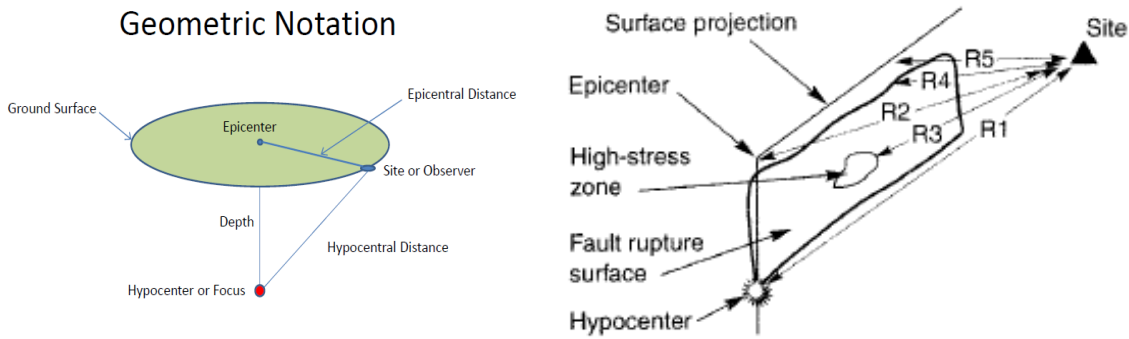 Geometric Notation
Ground Surface
Epicentral Distance
Epicenter
Site or Observer
Depth
Hypocentral Distance
Hypocenter or Focus
Surface projection
Site
Epicenter
R5
R4
R2
R3
R1
High-stress
zone
Fault rupture
surface
Hypocenter